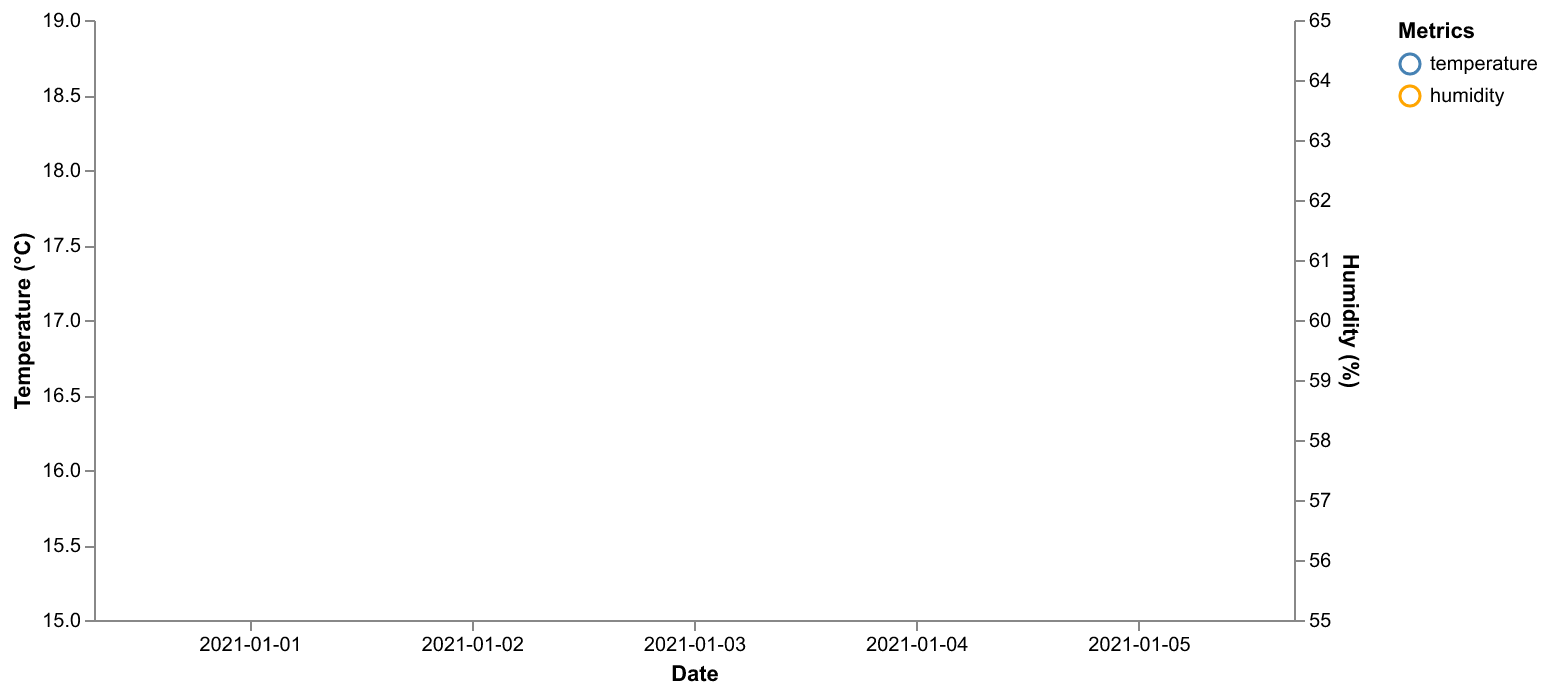 Temperature (°C)
19.0
18.5
18.0
17.5
17.0
16.5
16.0
15.5
15.0
65
64
63
62
61
60
59
58
57
56
55
Humidity (%)
2021-01-01 2021-01-02 2021-01-03 2021-01-04 2021-01-05
Date
Metrics
temperature
humidity